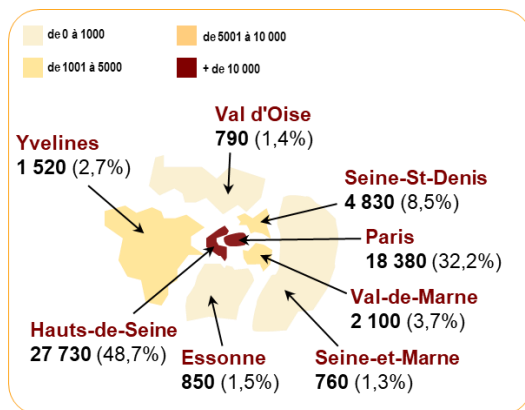 de 0 à 1000
de 5001 à 10 000
de 1001 à 5000
+ de 10 000
Val d'Oise
790 (1,4%)
Yvelines
1 520 (2,7%)
Seine-St-Denis
4 830 (8,5%)
Paris
18 380 (32,2%)
Val-de-Marne
2 100 (3,7%)
Hauts-de-Seine
27 730 (48,7%)
Essonne
850 (1,5%)
Seine-et-Marne
760 (1,3%)